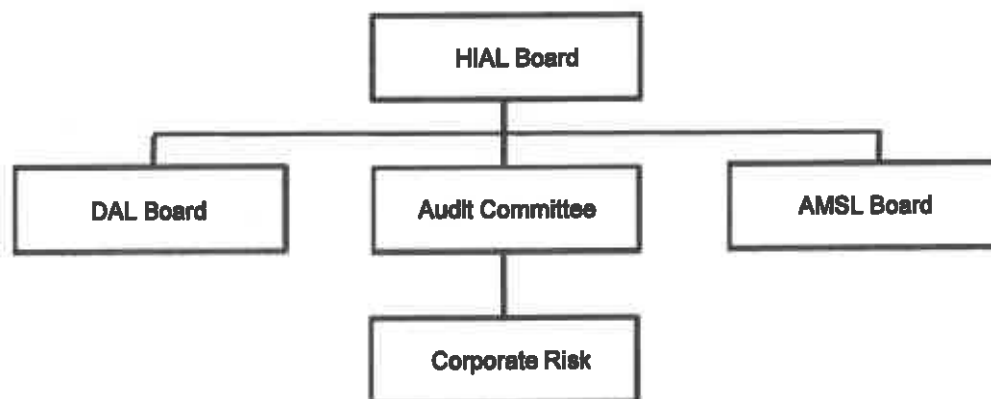 HIAL Board
DAL Board
Audit Committee
AMSL Board
Corporate Risk